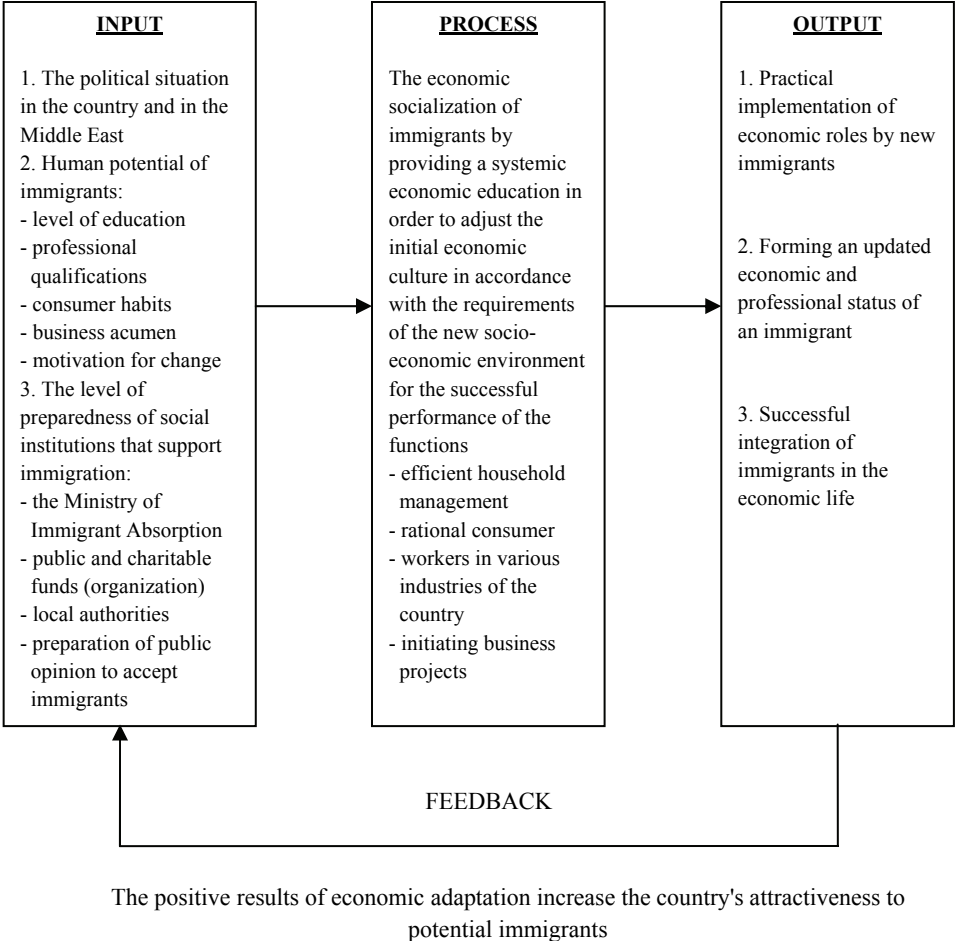 INPUT
1. The political situation
in the country and in the
Middle East
2. Human potential of
immigrants:
- level of education
- professional
qualifications
- consumer habits
- business acumen
- motivation for change
3. The level of
preparedness of social
institutions that support
immigration:
- the Ministry of
Immigrant Absorption
- public and charitable
funds (organization)
- local authorities
- preparation of public
opinion to accept
immigrants
PROCESS
The economic
socialization of
immigrants by
providing a systemic
economic education in
order to adjust the
initial economic
culture in accordance
with the requirements
of the new socio-
economic environment
for the successful
performance of the
functions
- efficient household
management
- rational consumer
- workers in various
industries of the
country
- initiating business
projects
OUTPUT
1. Practical
implementation of
economic roles by new
immigrants
2. Forming an updated
economic and
professional status of
an immigrant
3. Successful
integration of
immigrants in the
economic life
FEEDBACK
The positive results of economic adaptation increase the country's attractiveness to
potential immigrants